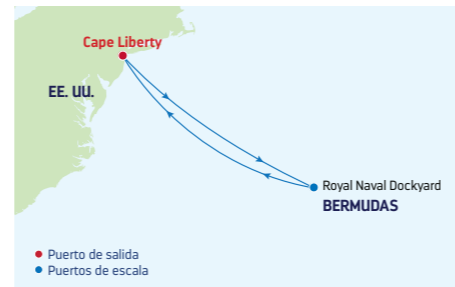 Cape Liberty
EE. UU.
Royal Naval Dockyard
BERMUDAS
Puerto de salida
Puertos de escala